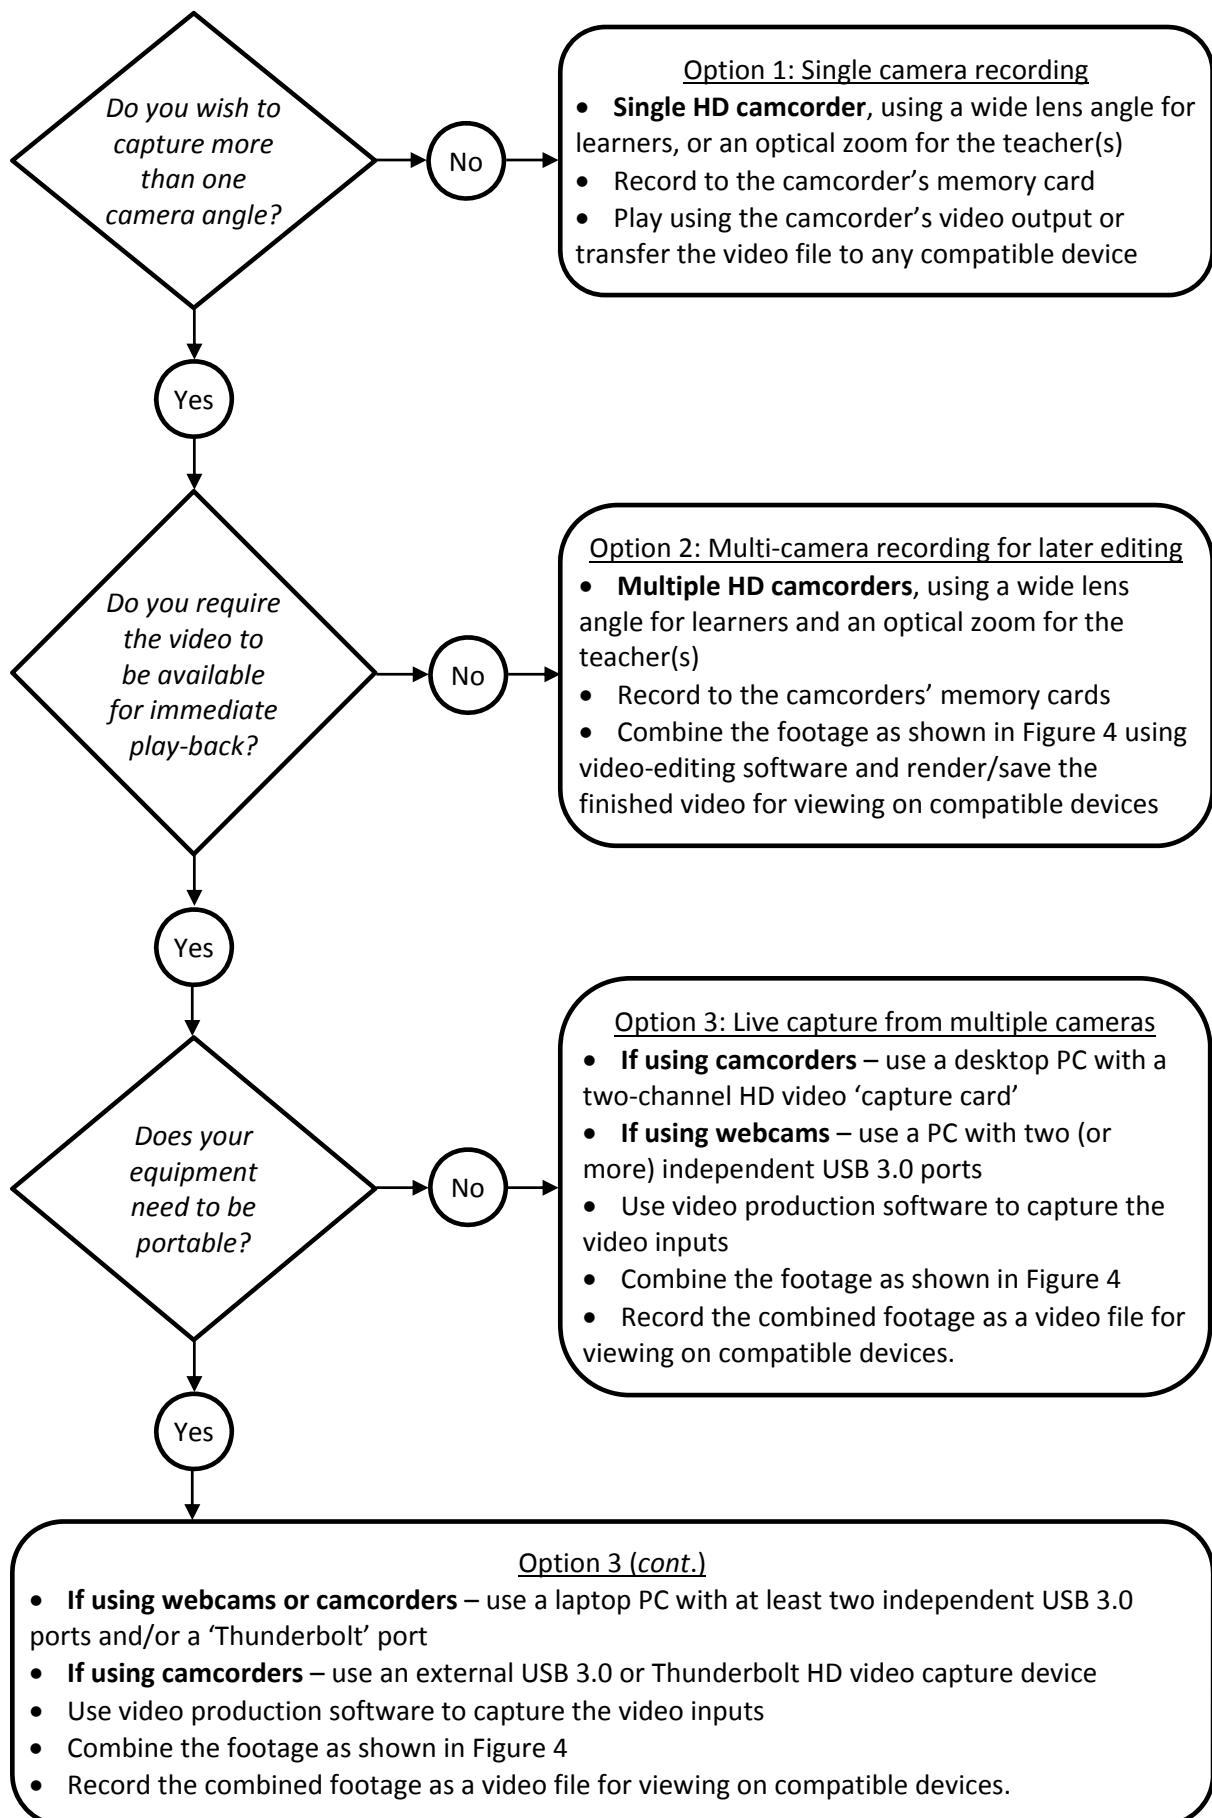 Do you wish to
capture more
than one
camera angle?
No
Option 1: Single camera recording
• Single HD camcorder, using a wide lens angle for
learners, or an optical zoom for the teacher(s)
• Record to the camcorder’s memory card
• Play using the camcorder’s video output or
transfer the video file to any compatible device
Yes
Do you require
the video to
be available
for immediate
play-back?
No
Option 2: Multi-camera recording for later editing
• Multiple HD camcorders, using a wide lens
angle for learners and an optical zoom for the
teacher(s)
• Record to the camcorders’ memory cards
• Combine the footage as shown in Figure 4 using
video-editing software and render/save the
finished video for viewing on compatible devices
Yes
Does your
equipment
need to be
portable?
No
Option 3: Live capture from multiple cameras
• If using camcorders – use a desktop PC with a
two-channel HD video ‘capture card’
• If using webcams – use a PC with two (or
more) independent USB 3.0 ports
• Use video production software to capture the
video inputs
• Combine the footage as shown in Figure 4
• Record the combined footage as a video file for
viewing on compatible devices.
Yes
Option 3 (cont.)
• If using webcams or camcorders – use a laptop PC with at least two independent USB 3.0
ports and/or a ‘Thunderbolt’ port
• If using camcorders – use an external USB 3.0 or Thunderbolt HD video capture device
• Use video production software to capture the video inputs
• Combine the footage as shown in Figure 4
• Record the combined footage as a video file for viewing on compatible devices.